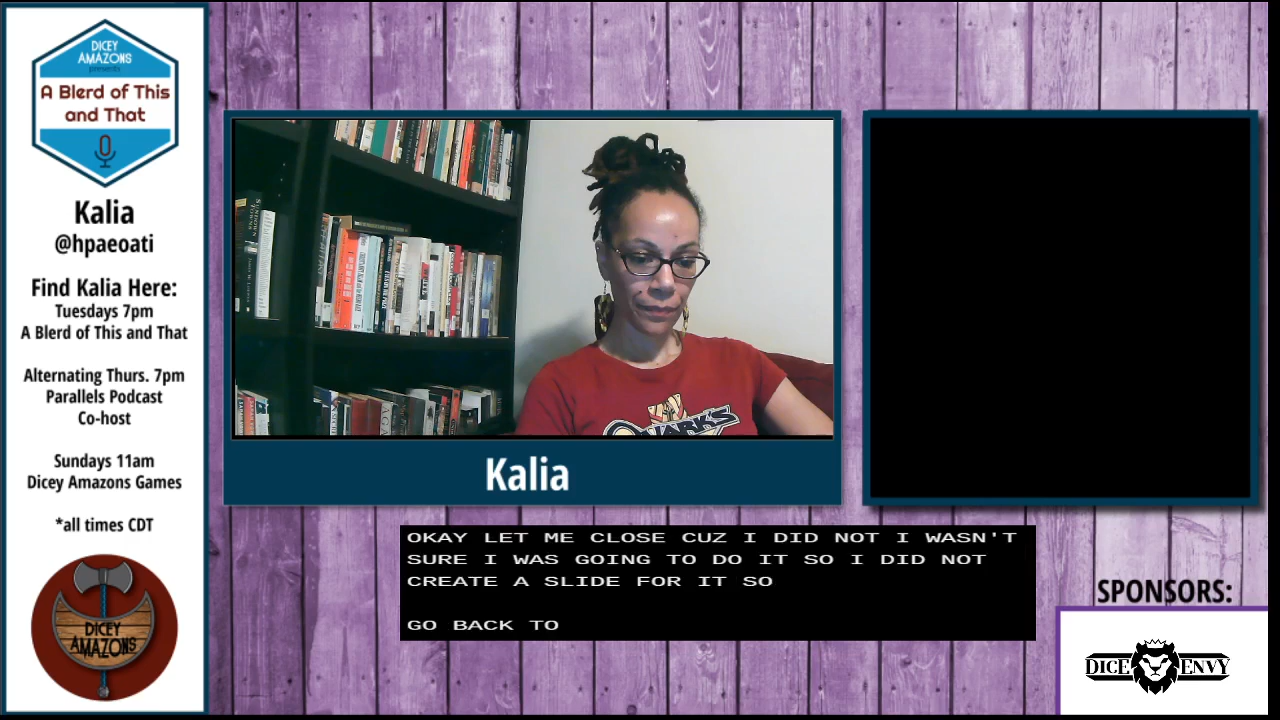 DICEY
AMAZONS
presents
A Blerd of This
and That
Kalia
@hpaeoati
Find Kalia Here:
Tuesdays 7pm
A Blerd of This and That
Alternating Thurs. 7pm
Parallels Podcast
Co-host
Sundays 11am
Dicey Amazons Games
*all times CDT
DICEY
AMAZONS
QUARK'S
Kalia
OKAY LET ME CLOSE CUZ I DID NOT I WASN'T
SURE I WAS GOING TO DO IT SO I DID NOT
CREATE A SLIDE FOR IT SO
GO BACK TO
SPONSORS:
DICE ENVY